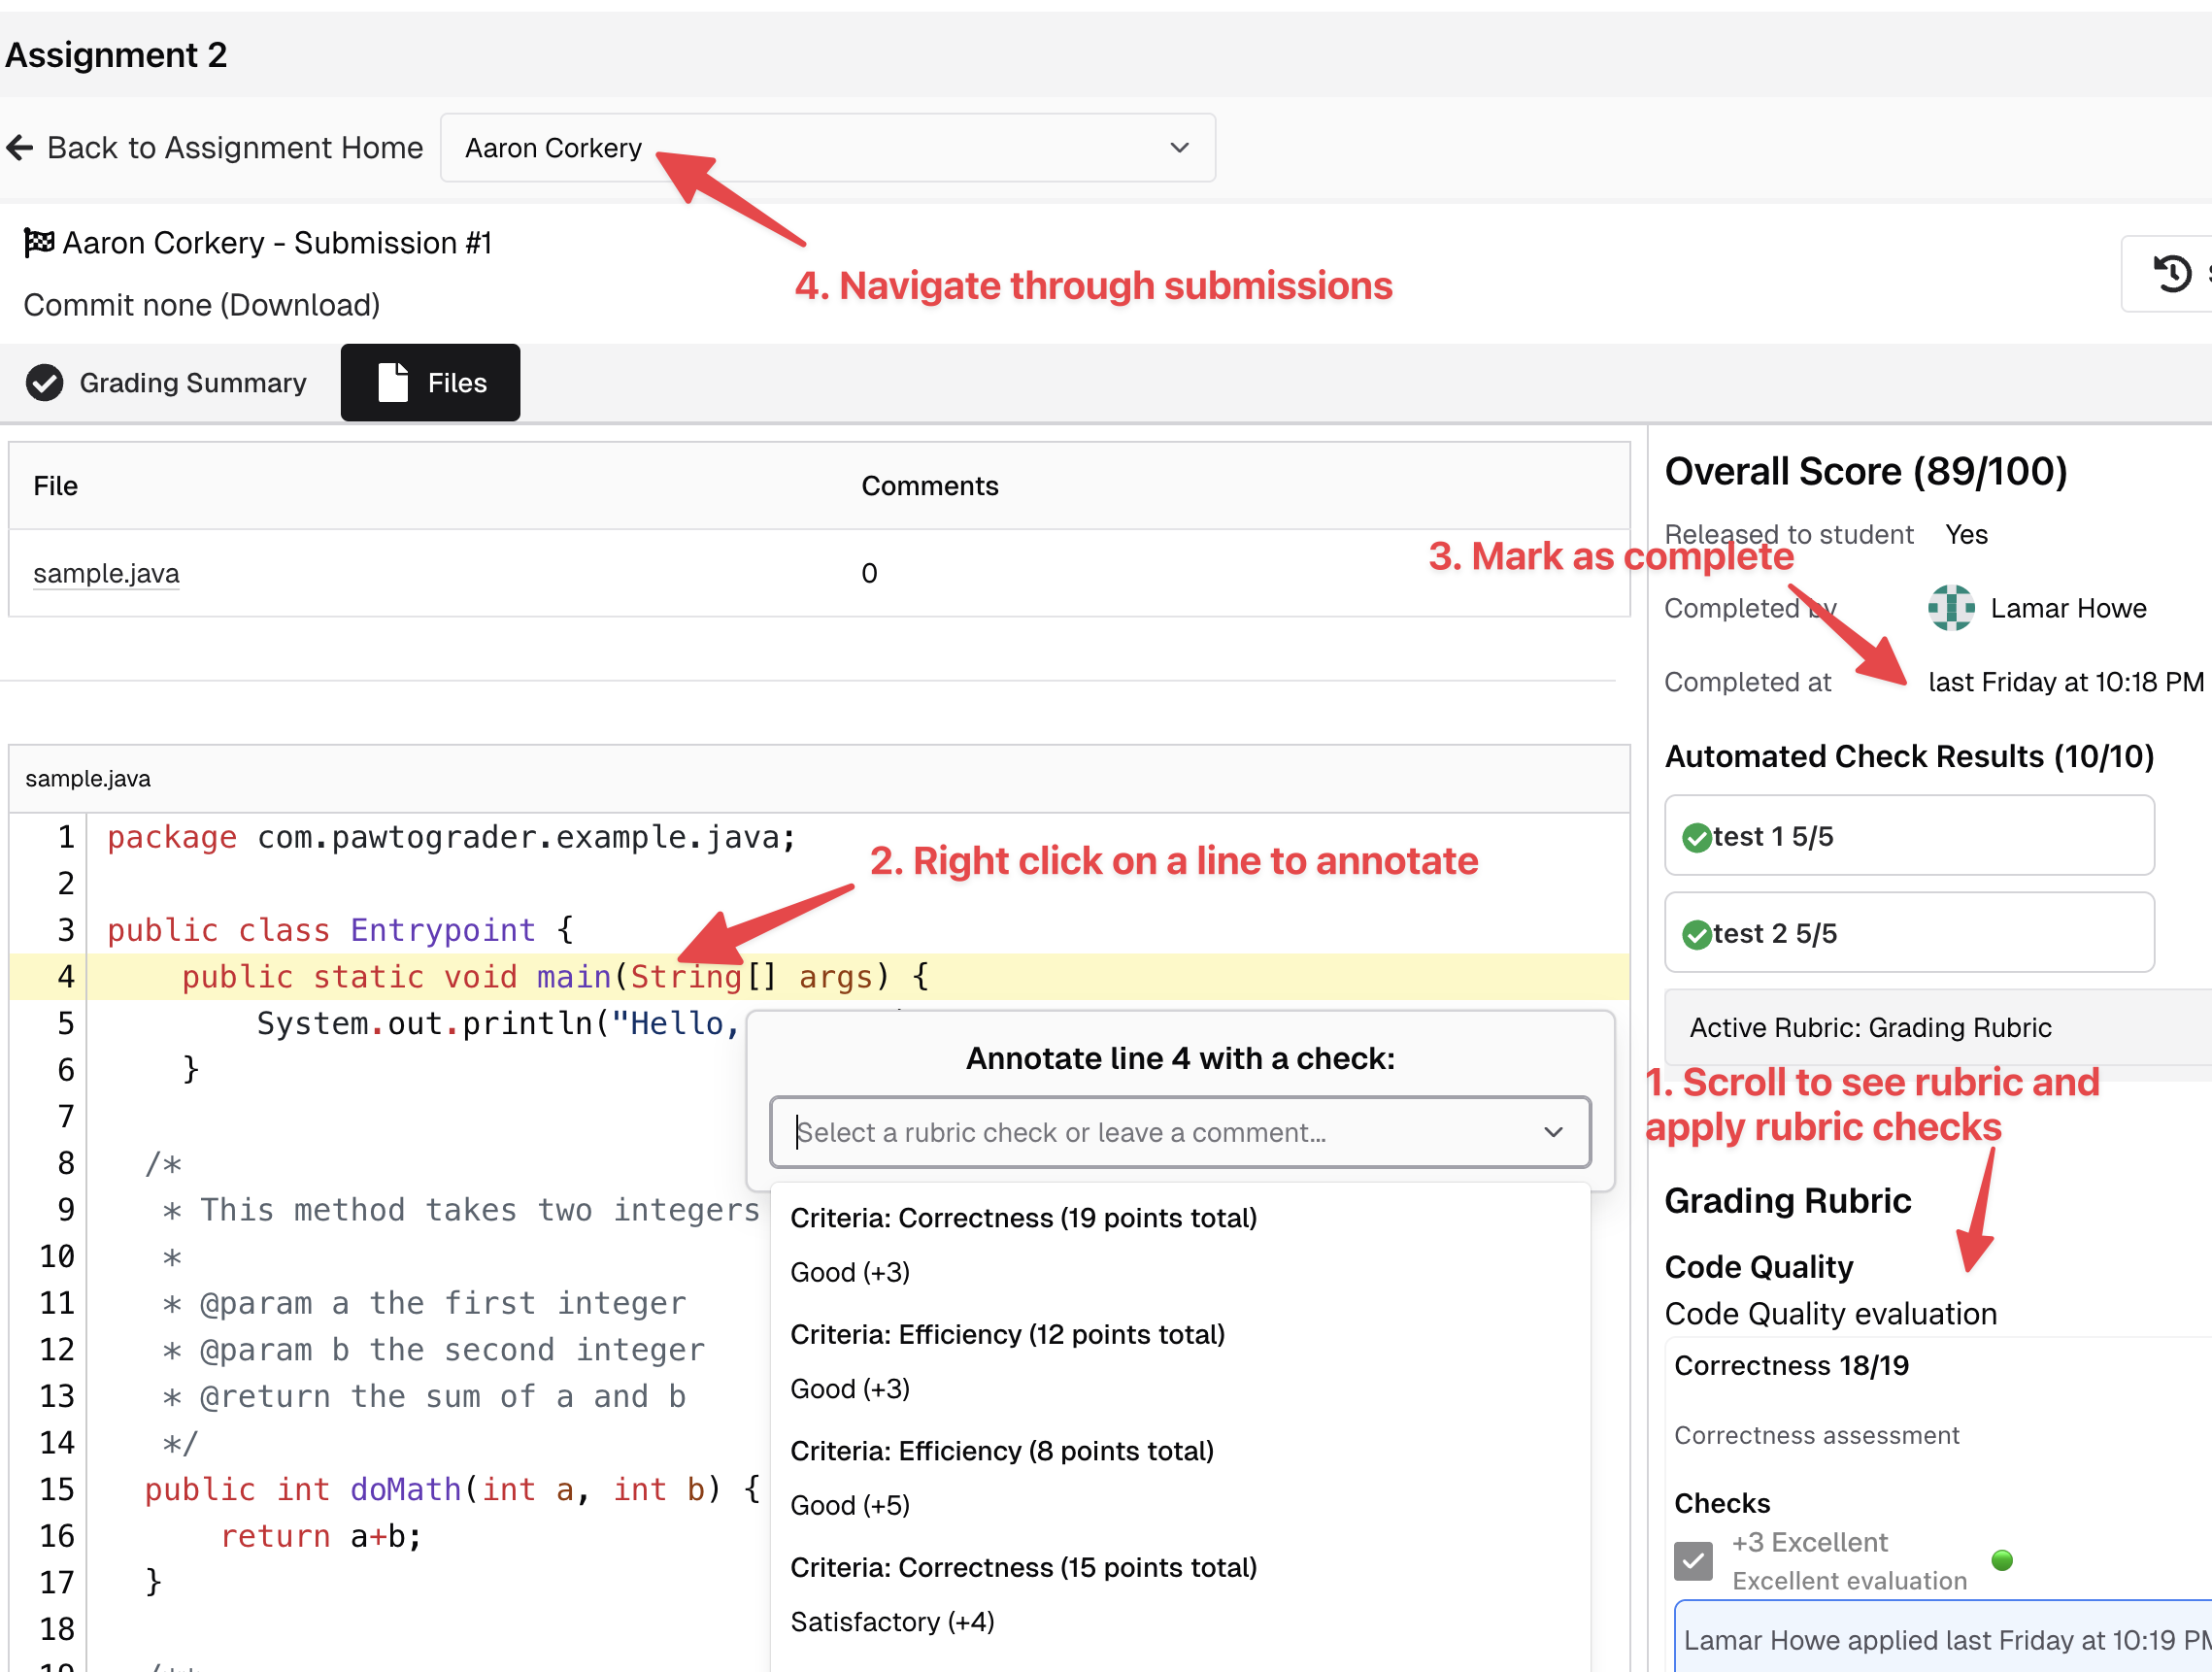 Assignment 2
Back to Assignment Home
Aaron Corkery
Aaron Corkery - Submission #1
4. Navigate through submissions
Commit none (Download)
Grading Summary
Files
File Comments
sample.java 0
sample.java
1 package com.pawtograder.example.java;
2
3 public class Entrypoint {
4 public static void main(String[] args) {
5 System.out.println("Hello,
6 }
7
8 /*
9 * This method takes two integers
10 *
11 * @param a the first integer
12 * @param b the second integer
13 * @return the sum of a and b
14 */
15 public int doMath(int a, int b) {
16 return a+b;
17 }
18
2. Right click on a line to annotate
Annotate line 4 with a check:
Select a rubric check or leave a comment...
Criteria: Correctness (19 points total)
Good (+3)
Criteria: Efficiency (12 points total)
Good (+3)
Criteria: Efficiency (8 points total)
Good (+5)
Criteria: Correctness (15 points total)
Satisfactory (+4)
Overall Score (89/100)
Released to student Yes
3. Mark as complete
Completed by Lamar Howe
Completed at last Friday at 10:18 PM
Automated Check Results (10/10)
test 1 5/5
test 2 5/5
Active Rubric: Grading Rubric
1. Scroll to see rubric and
apply rubric checks
Grading Rubric
Code Quality
Code Quality evaluation
Correctness 18/19
Correctness assessment
Checks
+3 Excellent
Excellent evaluation
Lamar Howe applied last Friday at 10:19 PM